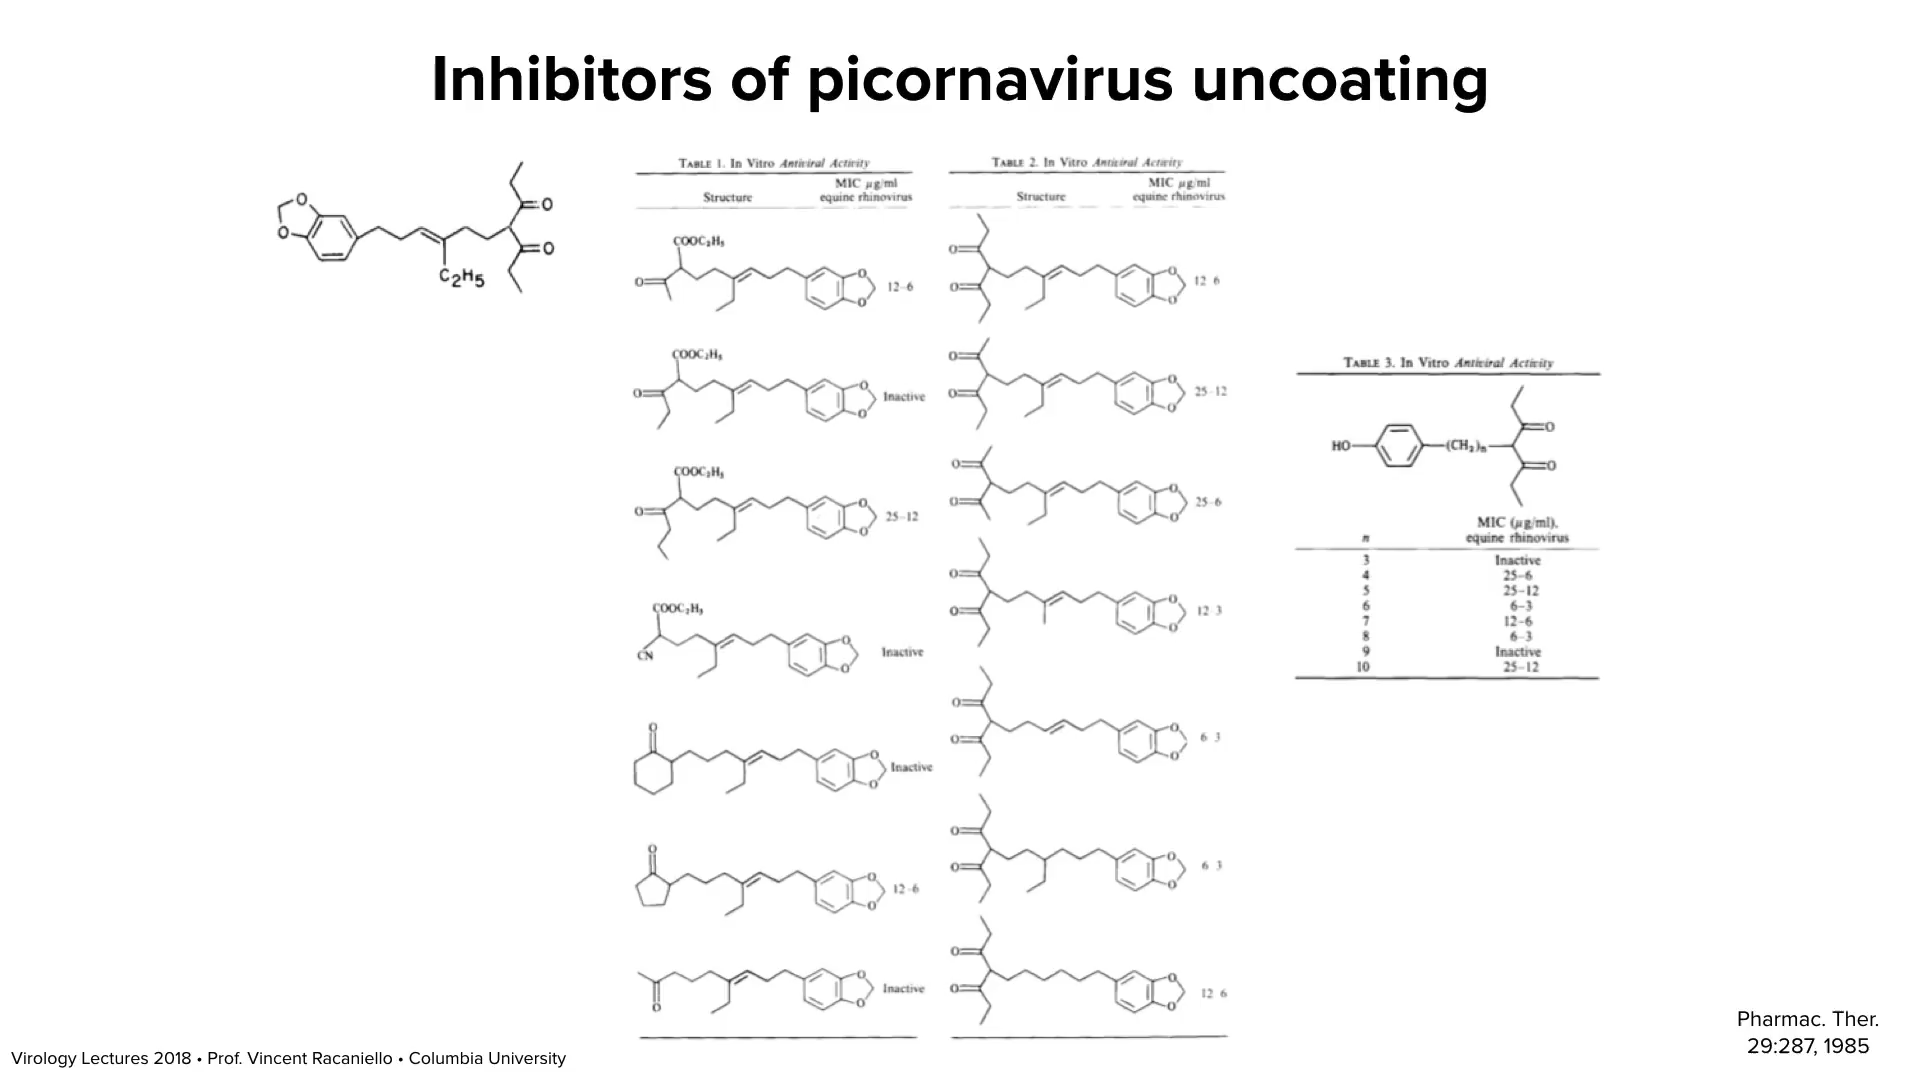 Inhibitors of picornavirus uncoating
O
O
O
O
C2H5
TABLE 1. In Vitro Antiviral Activity
Structure
MIC µg/ml
equine rhinovirus
COOC₂H₅
O
O
O
12–6
COOC₂H₅
O
O
O
Inactive
COOC₂H₅
O
O
O
25–12
COOC₂H₅
CN
O
O
Inactive
O
O
O
Inactive
O
O
O
12–6
O
O
O
Inactive
TABLE 2. In Vitro Antiviral Activity
Structure
MIC µg/ml
equine rhinovirus
O
O
O
O
12 6
O
O
O
O
25–12
O
O
O
O
25–6
O
O
O
O
12 3
O
O
O
O
6 3
O
O
O
O
6 3
O
O
O
O
12 6
TABLE 3. In Vitro Antiviral Activity
HO
(CH₂)n
O
O
n
MIC (µg/ml),
equine rhinovirus
3 Inactive
4 25–6
5 25–12
6 6–3
7 12–6
8 6–3
9 Inactive
10 25–12
Pharmac. Ther.
29:287, 1985
Virology Lectures 2018 • Prof. Vincent Racaniello • Columbia University